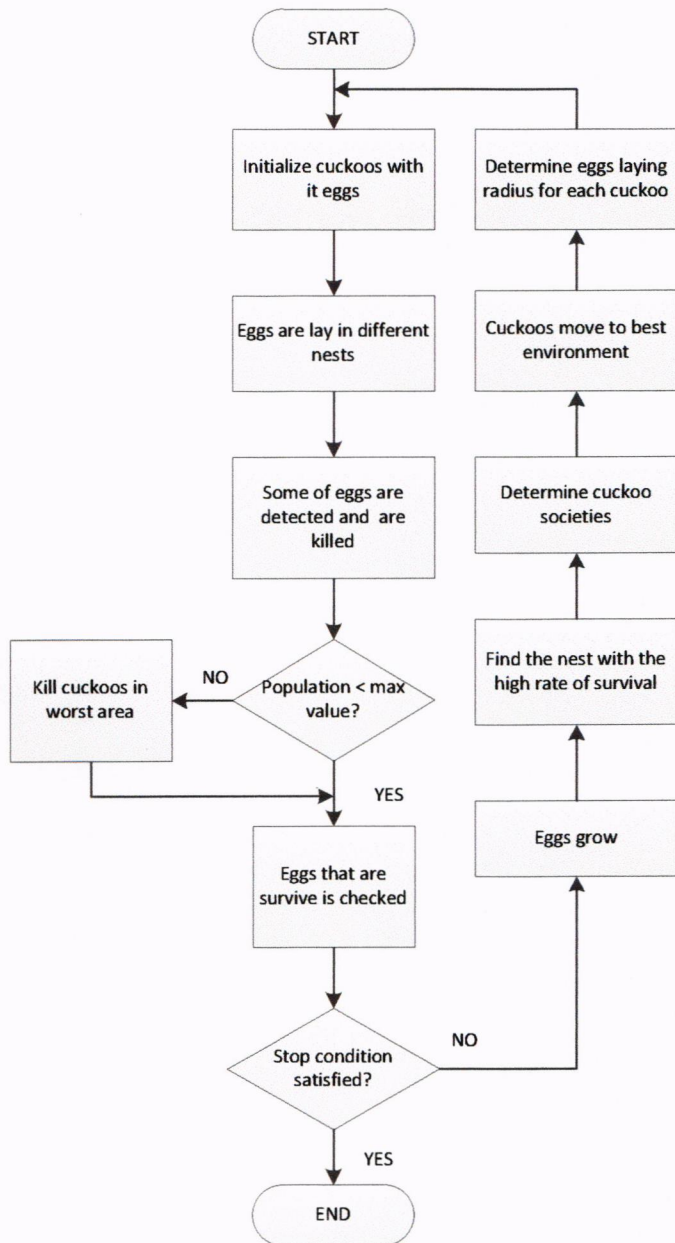 START
Initialize cuckoos with
it eggs
Eggs are lay in different
nests
Some of eggs are
detected and are
killed
Population < max
value?
NO
Kill cuckoos in
worst area
YES
Eggs that are
survive is checked
Stop condition
satisfied?
NO
YES
END
Eggs grow
Find the nest with the
high rate of survival
Determine cuckoo
societies
Cuckoos move to best
environment
Determine eggs laying
radius for each cuckoo